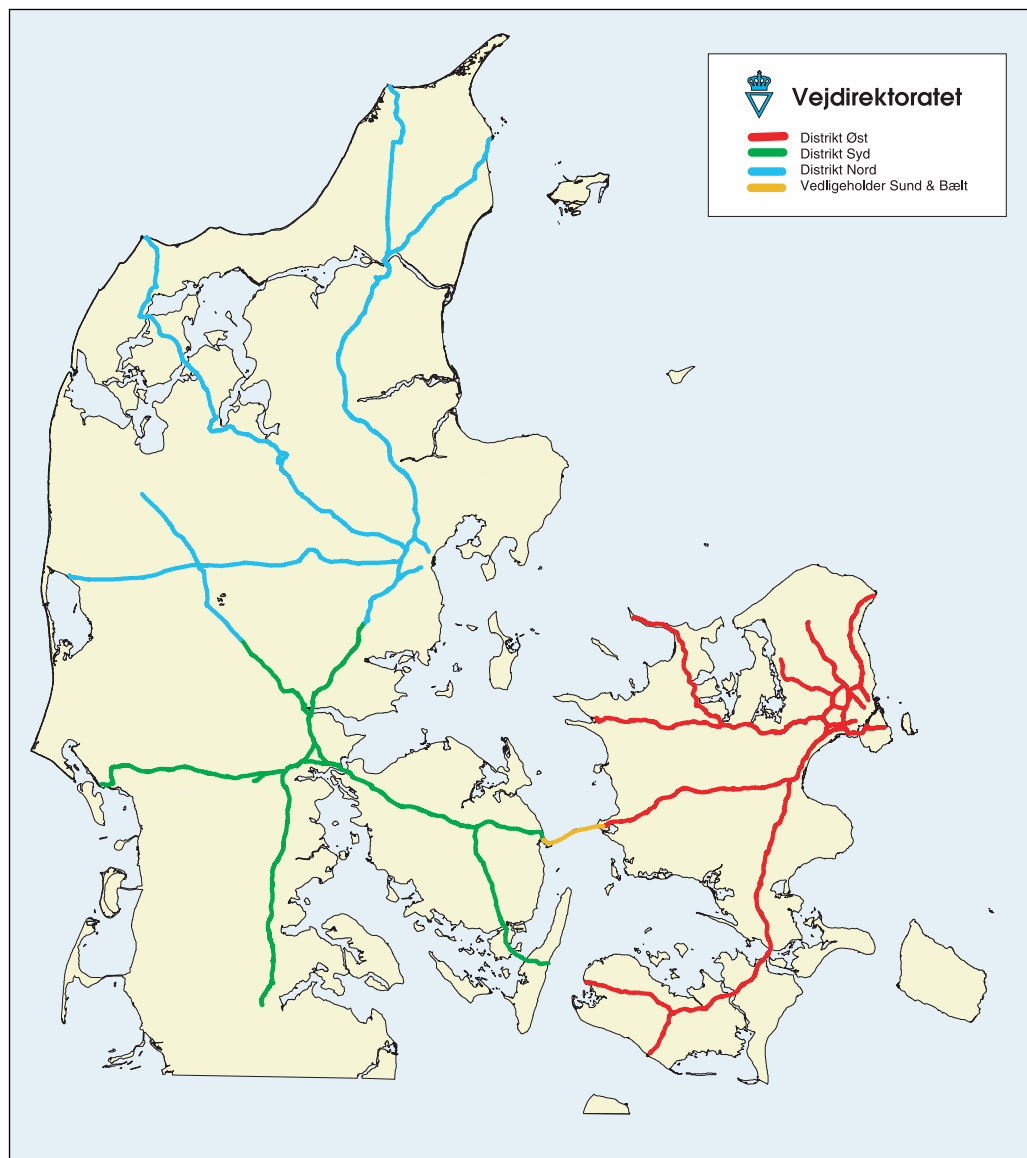 Vejdirektoratet
Distrikt Øst
Distrikt Syd
Distrikt Nord
Vedligeholder Sund & Bælt